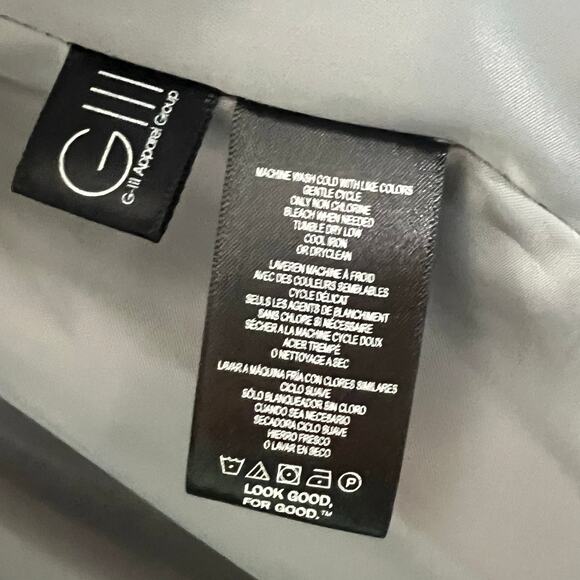 GIII
G-III Apparel Group
MACHINE WASH COLD WITH LIKE COLORS
GENTLE CYCLE
ONLY NON CHLORINE
BLEACH WHEN NEEDED
TUMBLE DRY LOW
COOL IRON
OR DRYCLEAN
LAVEREN MACHINE À FROID
AVEC DES COULEURS SEMBLABLES
CYCLE DÉLICAT
SEULS LES AGENTS DE BLANCHIMENT
SANS CHLORE SI NÉCESSAIRE
SÉCHER A LA MACHINE CYCLE DOUX
ACIER TREMPÉ
O NETTOYAGE A SEC
LAVAR A MÁQUINA FRÍA CON CLORES SIMILARES
CICLO SUAVE
SÓLO BLANQUEADOR SIN CLORO
CUANDO SEA NECESARIO
SECADORA CICLO SUAVE
HIERRO FRESCO
O LAVAR EN SECO
P
LOOK GOOD,
FOR GOOD.™